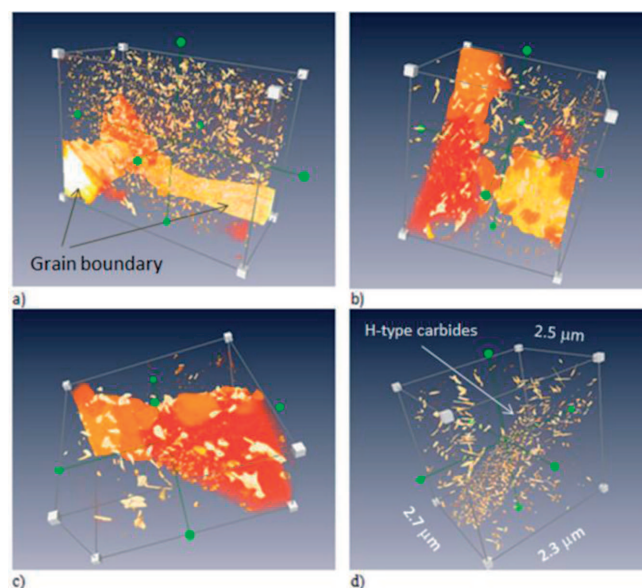 Grain boundary
a)
b)
H-type carbides
2.5 μm
2.7 μm
2.3 μm
c)
d)